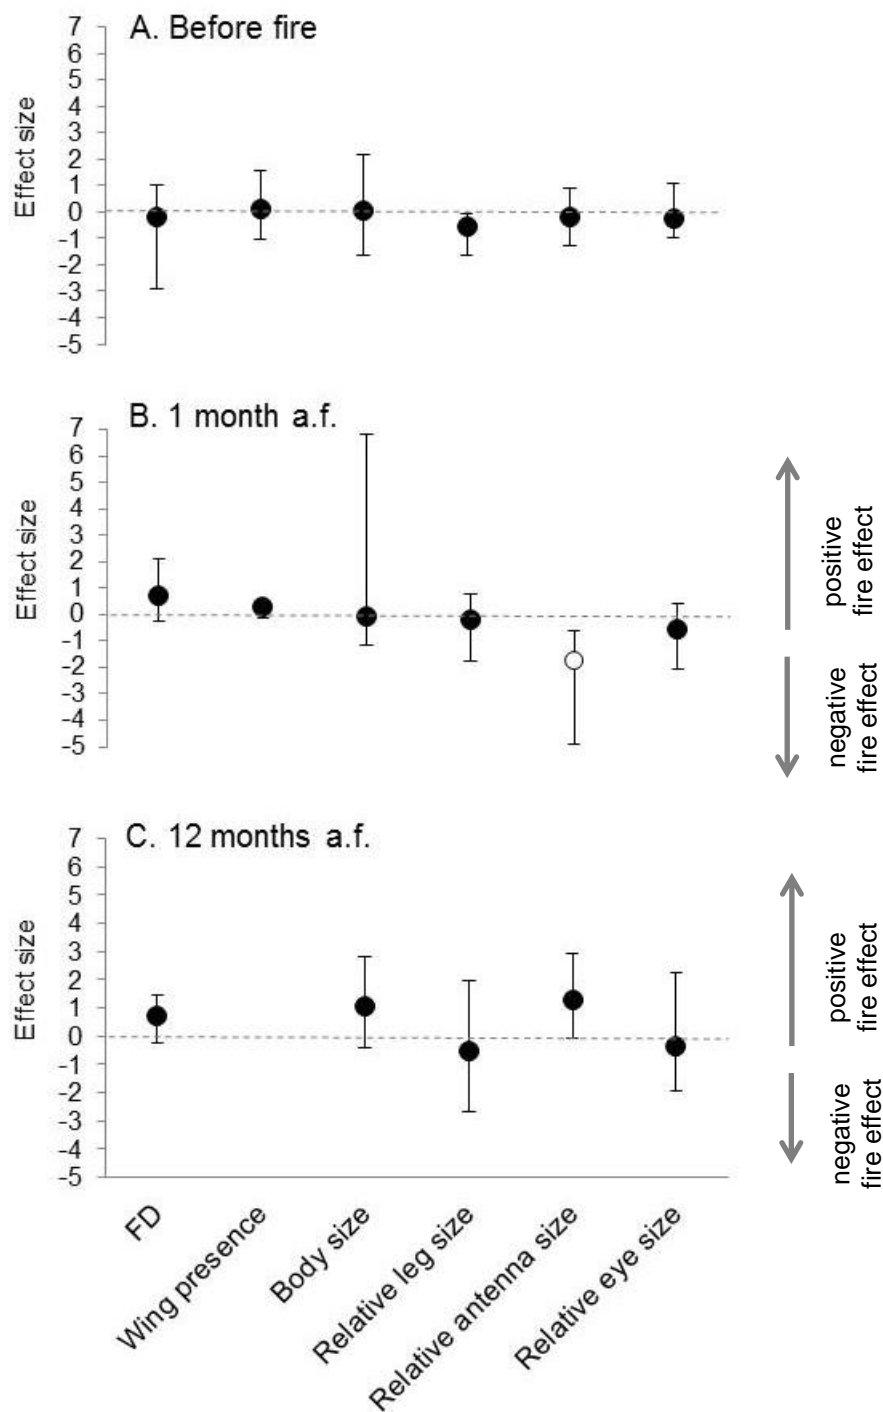 A. Before fire
Effect size
7
6
5
4
3
2
1
0
-1
-2
-3
-4
-5
B. 1 month a.f.
Effect size
7
6
5
4
3
2
1
0
-1
-2
-3
-4
-5
positive
fire effect
negative
fire effect
C. 12 months a.f.
Effect size
7
6
5
4
3
2
1
0
-1
-2
-3
-4
-5
positive
fire effect
negative
fire effect
FD
Wing presence
Body size
Relative leg size
Relative antenna size
Relative eye size